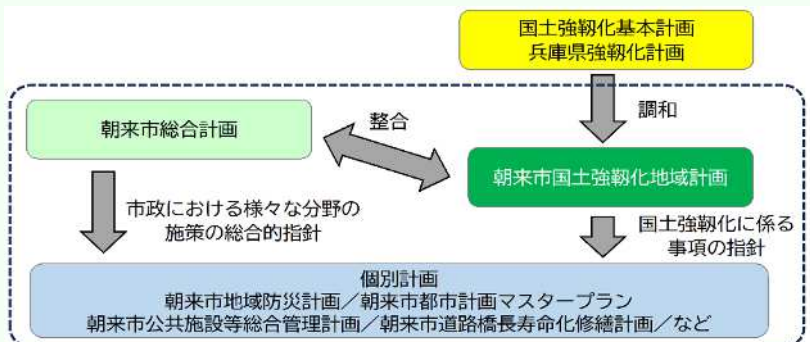 国土強靱化基本計画
兵庫県強靱化計画
調和
朝来市総合計画
整合
朝来市国土強靱化地域計画
市政における様々な分野の
施策の総合的指針
国土強靱化に係る
事項の指針
個別計画
朝来市地域防災計画／朝来市都市計画マスタープラン
朝来市公共施設等総合管理計画／朝来市道路橋長寿命化修繕計画／など